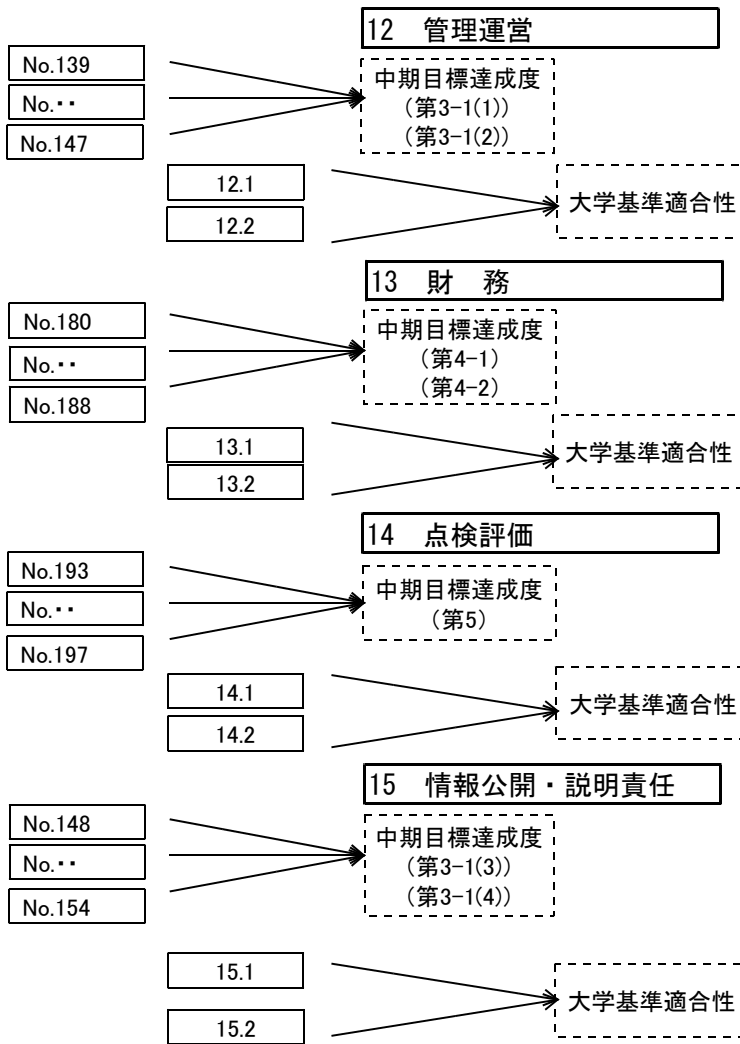 12　管理運営
No.139
No.･･
No.147
中期目標達成度
（第3-1(1)）
（第3-1(2)）
12.1
12.2
大学基準適合性
13　財　務
No.180
No.･･
No.188
中期目標達成度
（第4-1）
（第4-2）
13.1
13.2
大学基準適合性
14　点検評価
No.193
No.･･
No.197
中期目標達成度
（第5）
14.1
14.2
大学基準適合性
15　情報公開・説明責任
No.148
No.･･
No.154
中期目標達成度
（第3-1(3)）
（第3-1(4)）
15.1
15.2
大学基準適合性